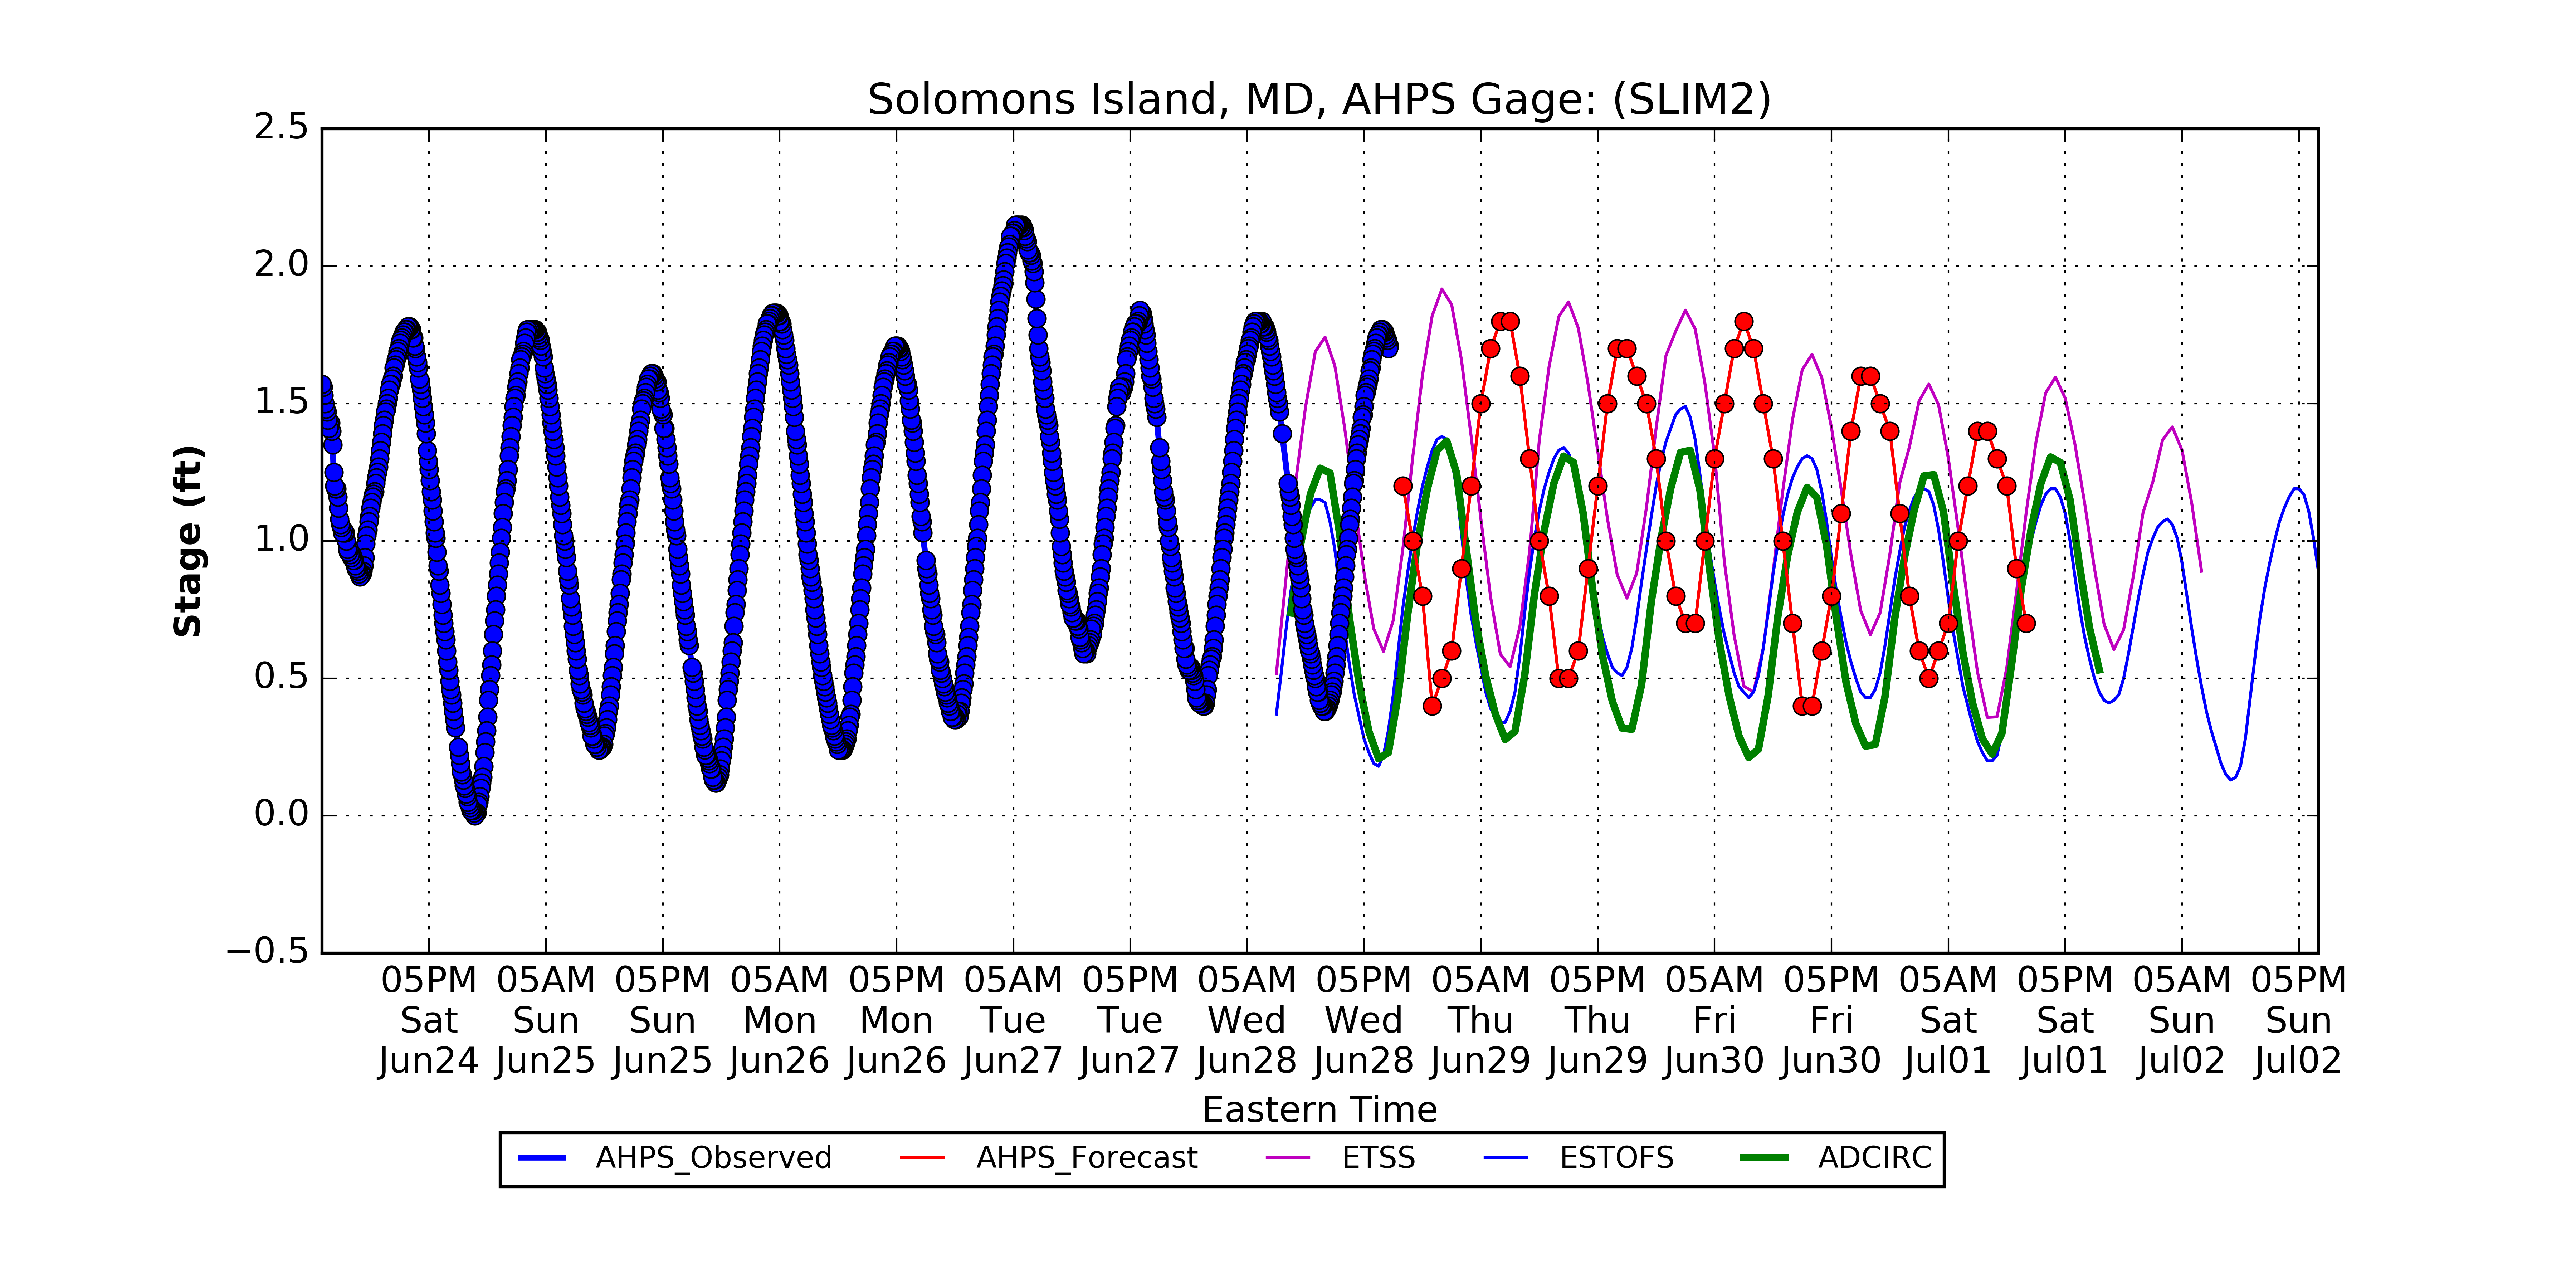 Solomons Island, MD, AHPS Gage: (SLIM2)
2.5
2.0
1.5
1.0
0.5
0.0
−0.5
Stage (ft)
05PM 05AM 05PM 05AM 05PM 05AM 05PM 05AM 05PM 05AM 05PM 05AM 05PM 05AM 05PM 05AM 05PM
Sat Sun Sun Mon Mon Tue Tue Wed Wed Thu Thu Fri Fri Sat Sat Sun Sun
Jun24 Jun25 Jun25 Jun26 Jun26 Jun27 Jun27 Jun28 Jun28 Jun29 Jun29 Jun30 Jun30 Jul01 Jul01 Jul02 Jul02
Eastern Time
AHPS_Observed AHPS_Forecast ETSS ESTOFS ADCIRC